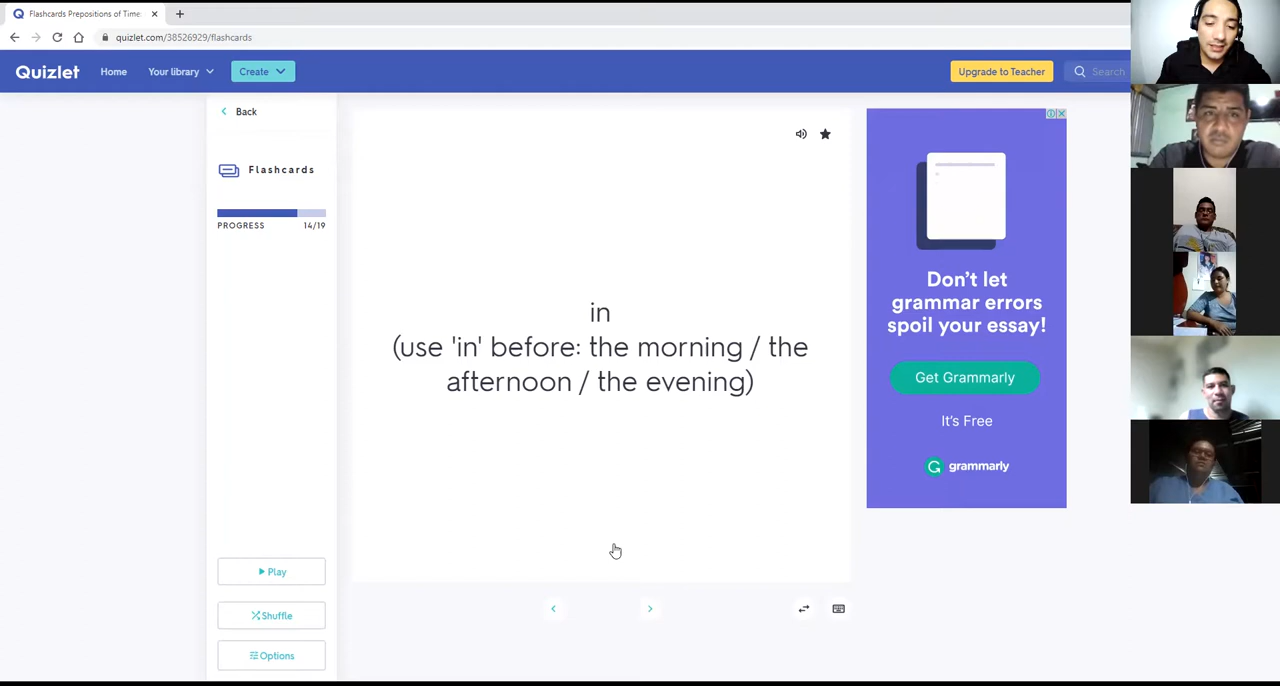 Flashcards Prepositions of Time:
quizlet.com/38526929/flashcards
Quizlet
Home
Your library
Create
Upgrade to Teacher
Search
Back
Flashcards
PROGRESS
14/19
in
(use 'in' before: the morning / the
afternoon / the evening)
Don't let
grammar errors
spoil your essay!
Get Grammarly
It's Free
G grammarly
Play
Shuffle
Options